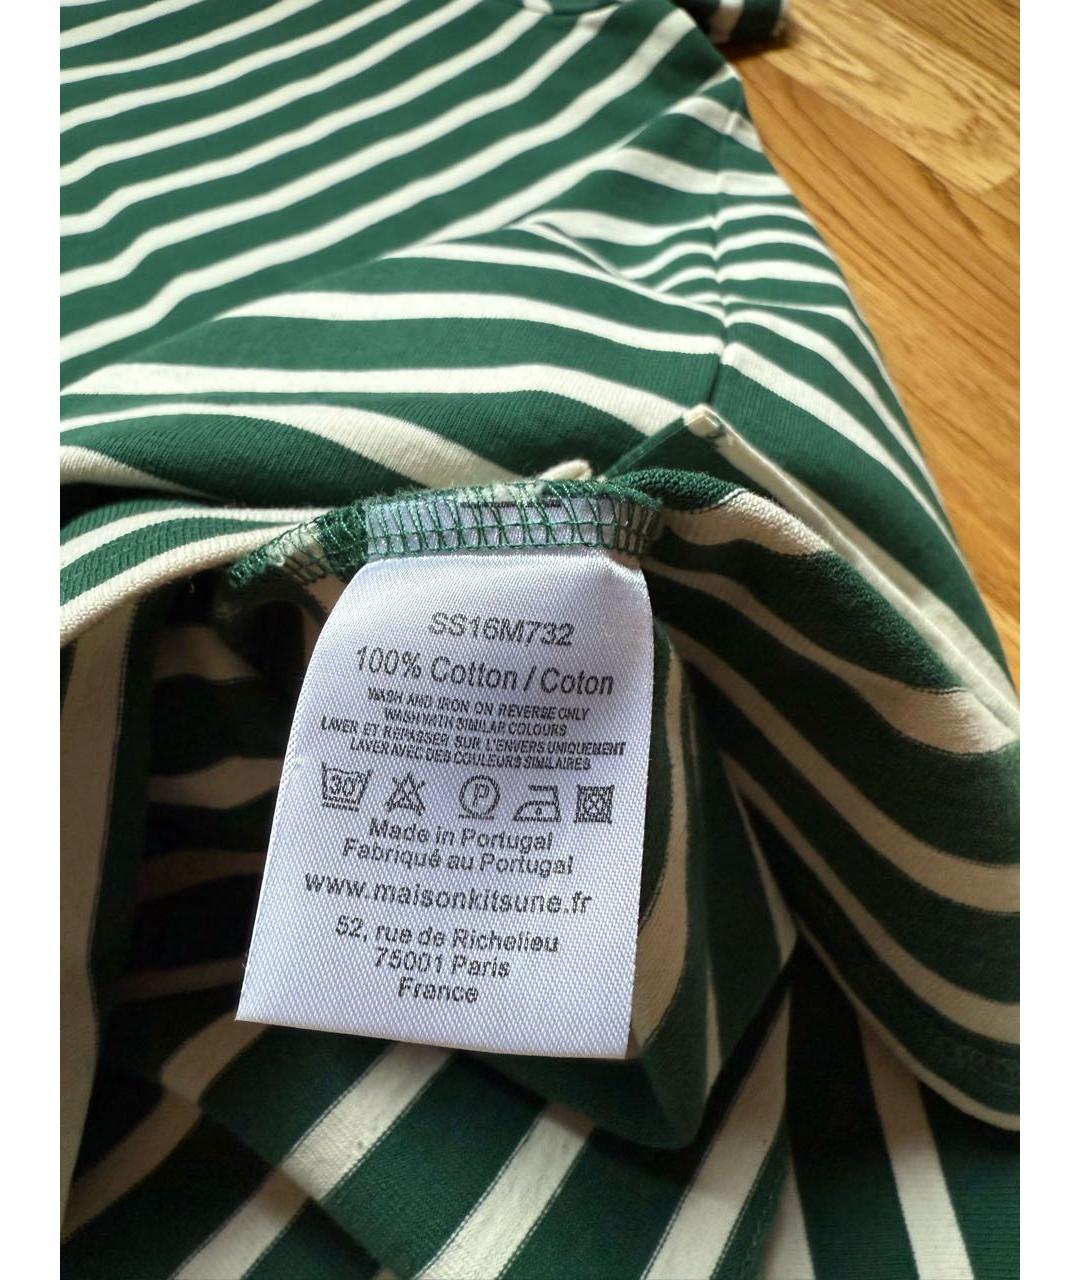 SS16M732
100% Cotton / Coton
WASH AND IRON ON REVERSE ONLY
WASH WITH SIMILAR COLOURS
LAVER ET REPASSER, SUR L'ENVERS UNIQUEMENT
LAVER AVEC DES COULEURS SIMILAIRES
30° P
Made in Portugal
Fabriqué au Portugal
www.maisonkitsune.fr
52, rue de Richelieu
75001 Paris
France